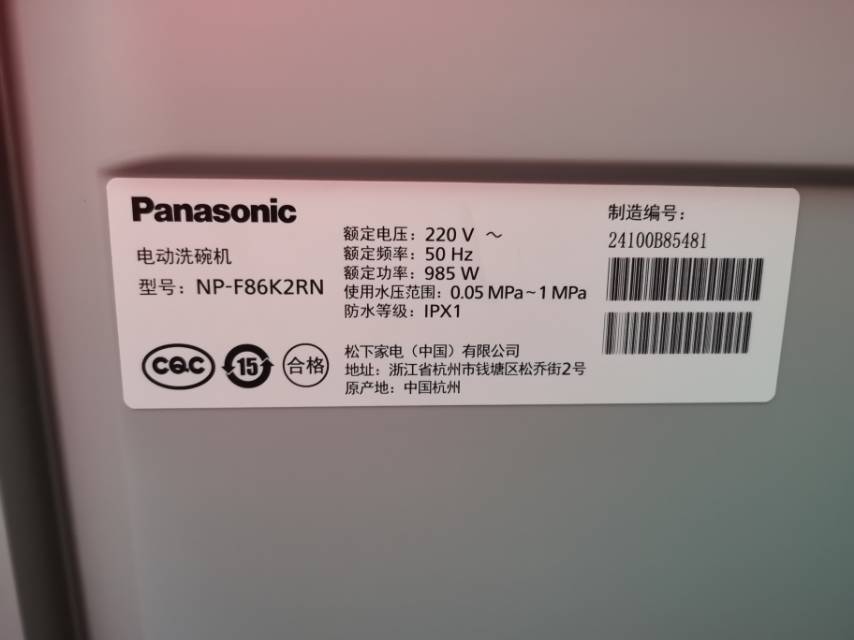 Panasonic
电动洗碗机
型号：NP-F86K2RN
额定电压：220 V ～
额定频率：50 Hz
额定功率：985 W
使用水压范围：0.05 MPa~1 MPa
防水等级：IPX1
制造编号：
24100B85481
CQC
15
合格
松下家电（中国）有限公司
地址：浙江省杭州市钱塘区松乔街2号
原产地：中国杭州